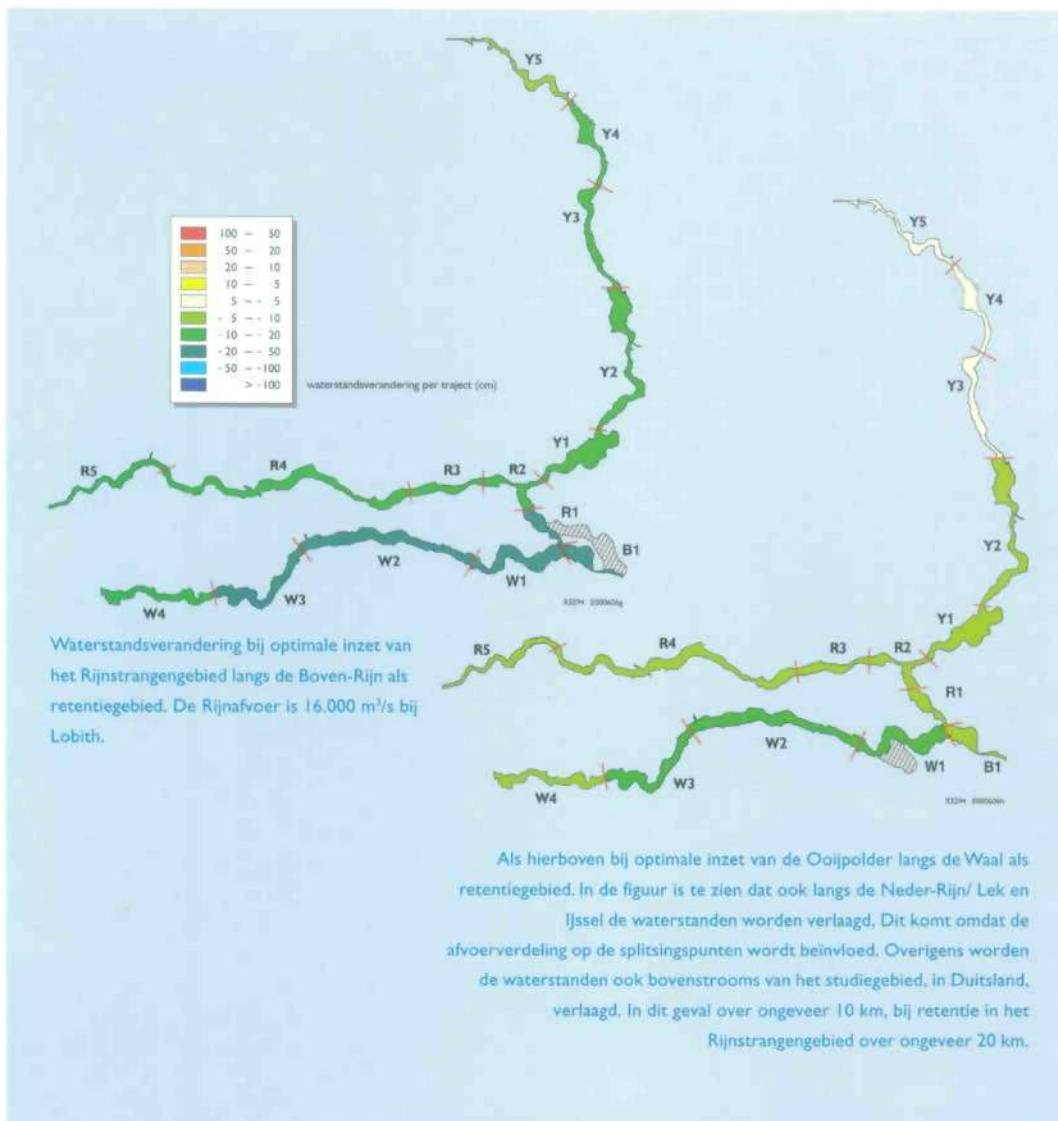 Y5
Y4
Y3
Y2
Y1
R5
R4
R3
R2
R1
B1
W4
W3
W2
W1
100 – 50
50 – 20
20 – 10
10 – 5
5 – - 5
- 5 – - 10
- 10 – - 20
- 20 – - 50
- 50 – -100
> -100
waterstandsverandering per traject (cm)
Waterstandsverandering bij optimale inzet van
het Rijnstrangengebied langs de Boven-Rijn als
retentiegebied. De Rijnafvoer is 16.000 m³/s bij
Lobith.
Y5
Y4
Y3
Y2
Y1
R5
R4
R3
R2
R1
W4
W3
W2
W1
B1
Als hierboven bij optimale inzet van de Ooijpolder langs de Waal als
retentiegebied. In de figuur is te zien dat ook langs de Neder-Rijn/ Lek en
IJssel de waterstanden worden verlaagd. Dit komt omdat de
afvoerverdeling op de splitsingspunten wordt beïnvloed. Overigens worden
de waterstanden ook bovenstrooms van het studiegebied, in Duitsland,
verlaagd. In dit geval over ongeveer 10 km, bij retentie in het
Rijnstrangengebied over ongeveer 20 km.